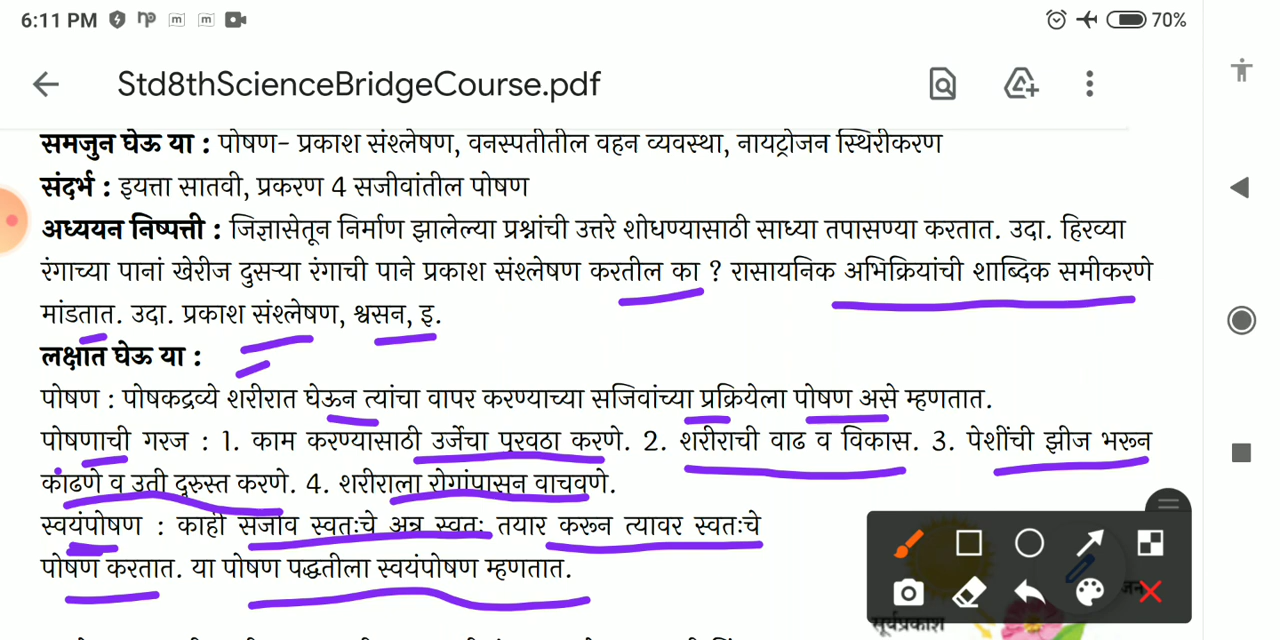 6:11 PM
70%
Std8thScienceBridgeCourse.pdf
समजुन घेऊ या : पोषण- प्रकाश संश्लेषण, वनस्पतीतील वहन व्यवस्था, नायट्रोजन स्थिरीकरण
संदर्भ : इयत्ता सातवी, प्रकरण 4 सजीवांतील पोषण
अध्ययन निष्पत्ती : जिज्ञासेतून निर्माण झालेल्या प्रश्नांची उत्तरे शोधण्यासाठी साध्या तपासण्या करतात. उदा. हिरव्या
रंगाच्या पानां खेरीज दुसऱ्या रंगाची पाने प्रकाश संश्लेषण करतील का ? रासायनिक अभिक्रियांची शाब्दिक समीकरणे
मांडतात. उदा. प्रकाश संश्लेषण, श्वसन, इ.
लक्षात घेऊ या :
पोषण : पोषकद्रव्ये शरीरात घेऊन त्यांचा वापर करण्याच्या सजिवांच्या प्रक्रियेला पोषण असे म्हणतात.
पोषणाची गरज : 1. काम करण्यासाठी उर्जेचा पुरवठा करणे. 2. शरीराची वाढ व विकास. 3. पेशींची झीज भरून
काढणे व उती दुरुस्त करणे. 4. शरीराला रोगांपासून वाचवणे.
स्वयंपोषण : काही सजीव स्वतःचे अन्न स्वतः तयार करून त्यावर स्वतःचे
पोषण करतात. या पोषण पद्धतीला स्वयंपोषण म्हणतात.
सूर्यप्रकाश